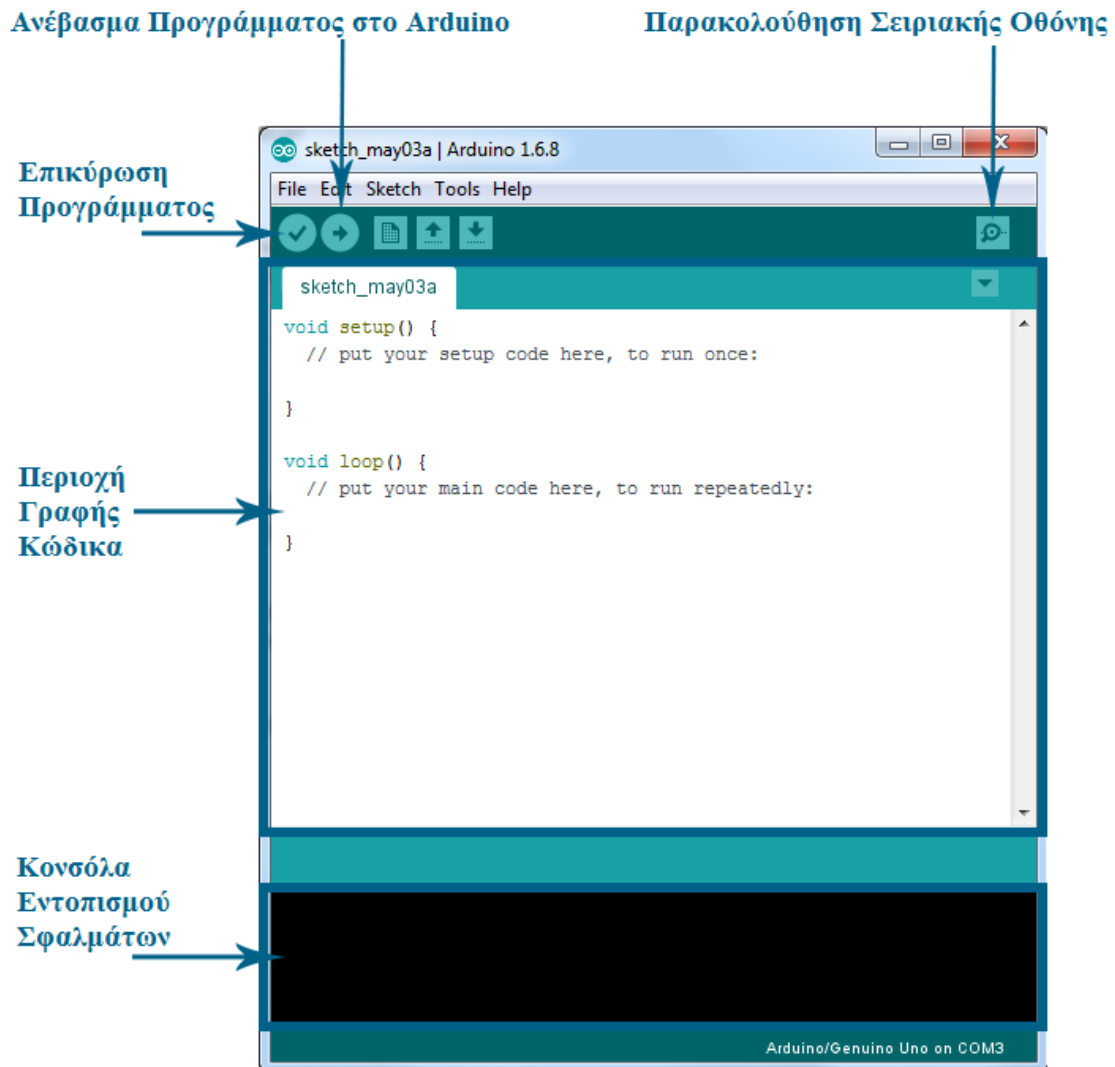 Ανέβασμα Προγράμματος στο Arduino
Παρακολούθηση Σειριακής Οθόνης
sketch_may03a | Arduino 1.6.8
Επικύρωση
Προγράμματος
File Edit Sketch Tools Help
sketch_may03a
void setup() {
// put your setup code here, to run once:
}
void loop() {
// put your main code here, to run repeatedly:
}
Περιοχή
Γραφής
Κώδικα
Κονσόλα
Εντοπισμού
Σφαλμάτων
Arduino/Genuino Uno on COM3